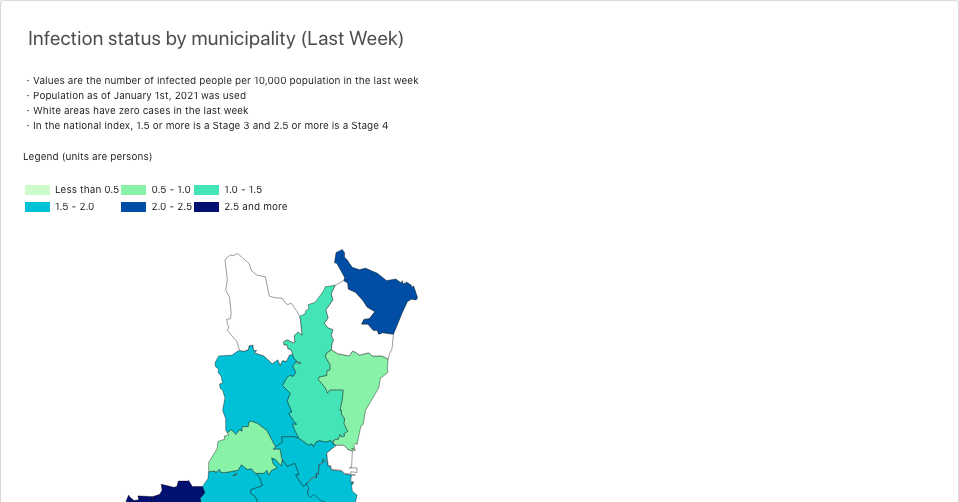 Infection status by municipality (Last Week)
· Values are the number of infected people per 10,000 population in the last week
· Population as of January 1st, 2021 was used
· White areas have zero cases in the last week
· In the national index, 1.5 or more is a Stage 3 and 2.5 or more is a Stage 4
Legend (units are persons)
Less than 0.5 0.5 - 1.0 1.0 - 1.5
1.5 - 2.0 2.0 - 2.5 2.5 and more